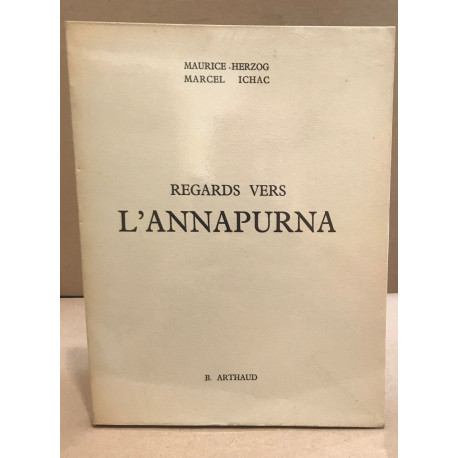 MAURICE HERZOG
MARCEL ICHAC
REGARDS VERS
L'ANNAPURNA
B. ARTHAUD